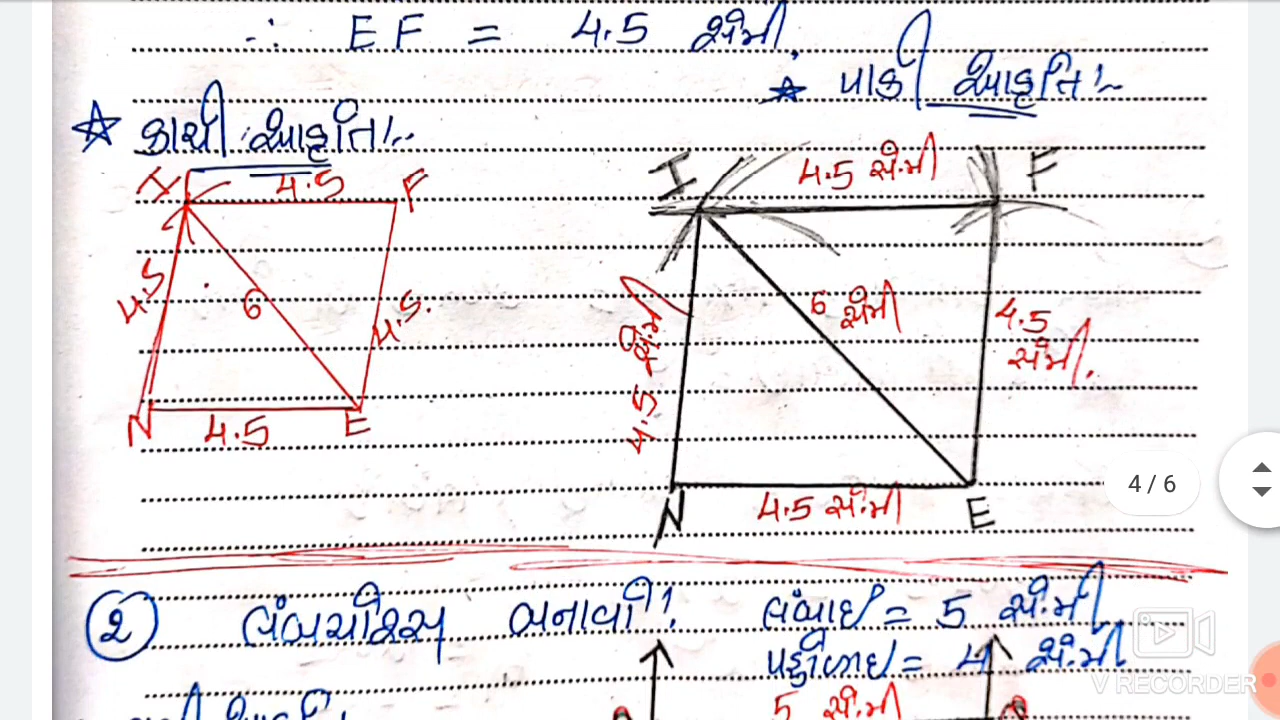 ∴ EF = 4.5 સેમી.
★ પાકી આકૃતિ:-
★ કાચી આકૃતિ:-
I 4.5 F
4.5 6 4.5.
N 4.5 E
I 4.5 સે.મી F
4.5 સે.મી 6 સેમી 4.5 સે.મી.
N 4.5 સે.મી E
4 / 6
(૨) લંબચોરસ બનાવો! લંબાઈ = 5 સે.મી
પહોળાઇ = 4 સે.મી
5 સે.મી
V RECORDER